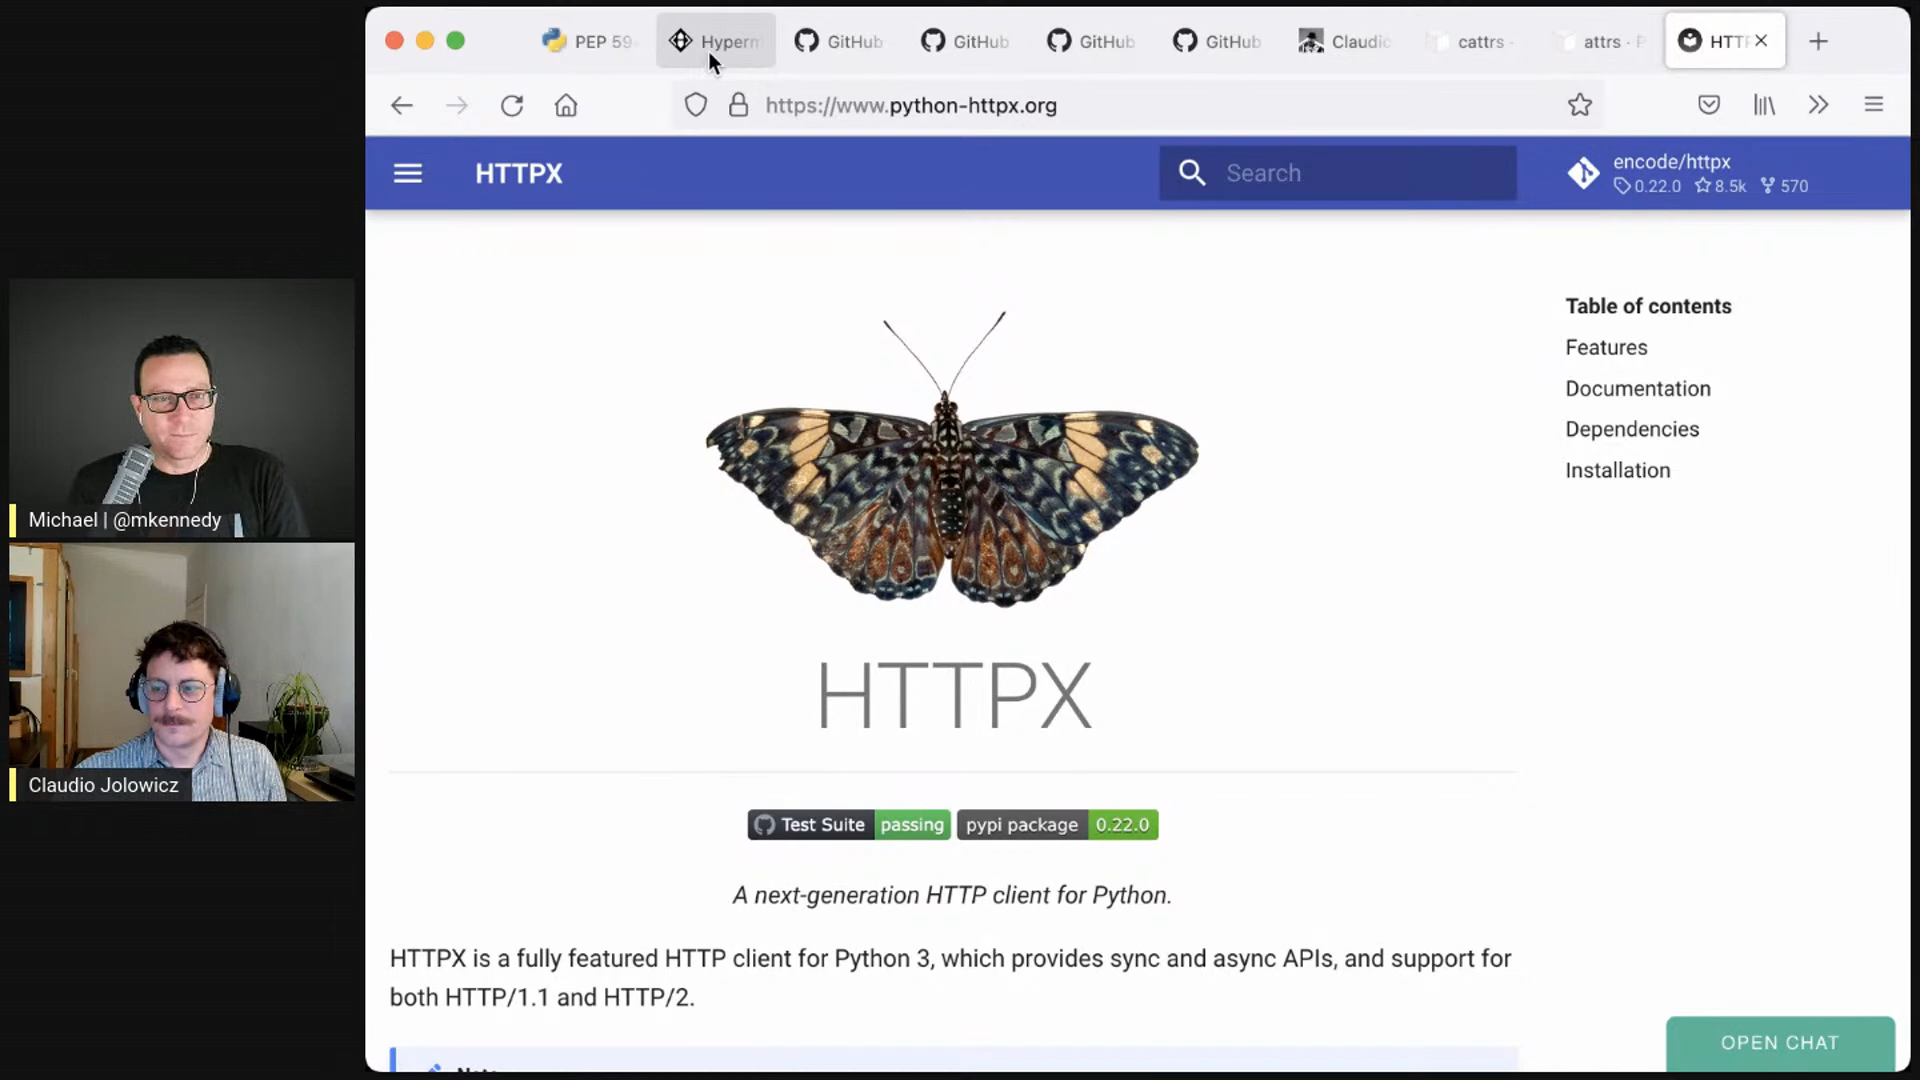 PEP 59
Hyperm
GitHub
GitHub
GitHub
GitHub
Claudio
cattrs ·
attrs · P
HTTP
https://www.python-httpx.org
HTTPX
Search
encode/httpx
0.22.0 8.5k 570
Table of contents
Features
Documentation
Dependencies
Installation
Michael | @mkennedy
Claudio Jolowicz
HTTPX
Test Suite passing pypi package 0.22.0
A next-generation HTTP client for Python.
HTTPX is a fully featured HTTP client for Python 3, which provides sync and async APIs, and support for
both HTTP/1.1 and HTTP/2.
Note
OPEN CHAT